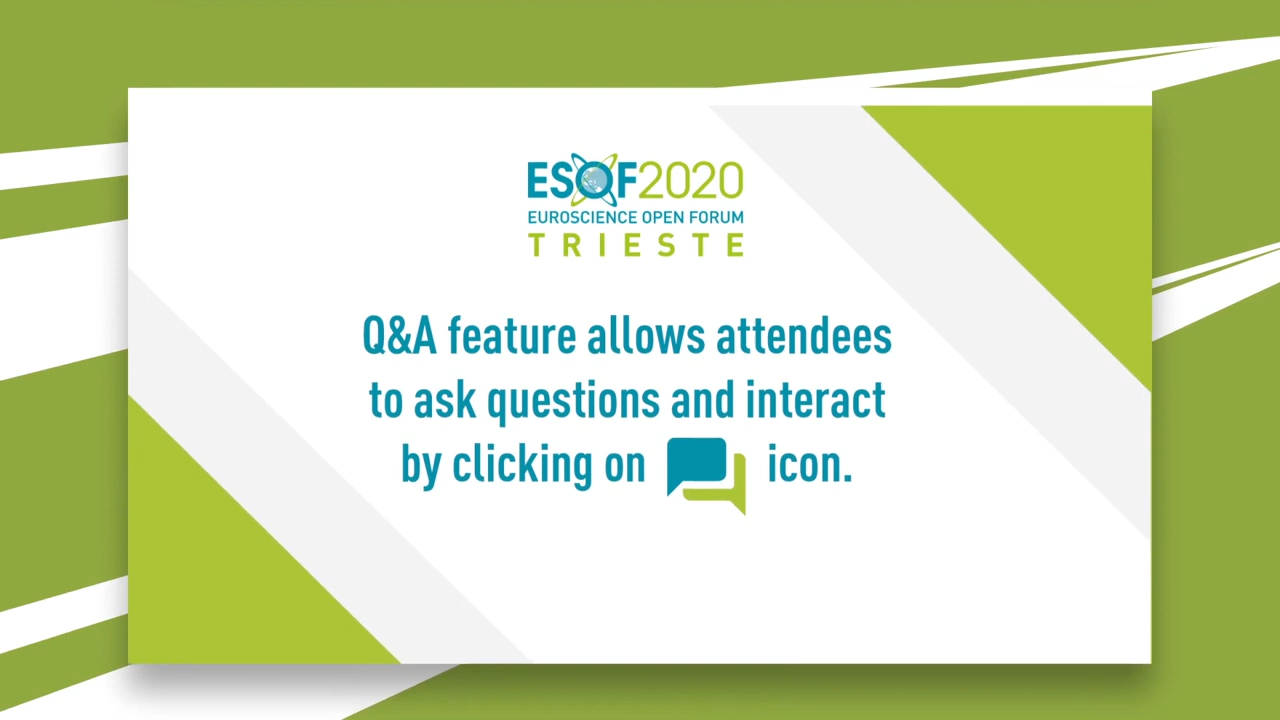 ESOF2020
EUROSCIENCE OPEN FORUM
TRIESTE
Q&A feature allows attendees
to ask questions and interact
by clicking on icon.